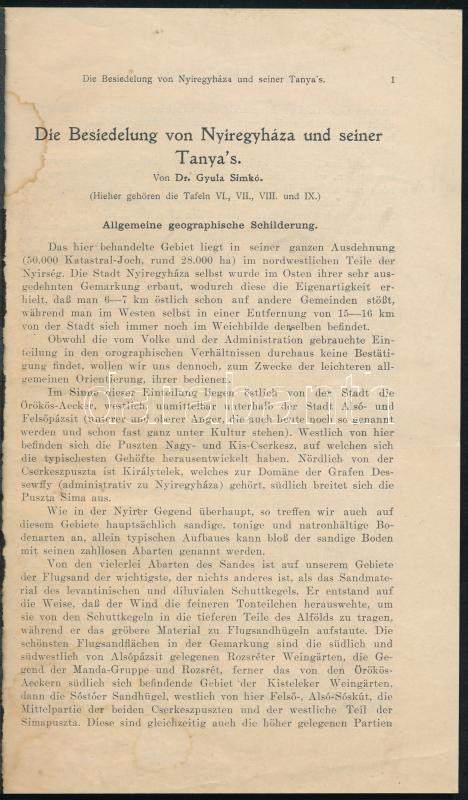 Die Besiedelung von Nyiregyháza und seiner Tanya's. 1
Die Besiedelung von Nyiregyháza und seiner
Tanya's.
Von Dr. Gyula Simkó.
(Hieher gehören die Tafeln VI., VII., VIII. und IX.)
Allgemeine geographische Schilderung.
Das hier behandelte Gebiet liegt in seiner ganzen Ausdehnung
(50.000 Katastral-Joch, rund 28.000 ha) im nordwestlichen Teile der
Nyirség. Die Stadt Nyiregyháza selbst wurde im Osten ihrer sehr aus-
gedehnten Gemarkung erbaut, wodurch diese die Eigenartigkeit er-
hielt, daß man 6—7 km östlich schon auf andere Gemeinden stößt,
während man im Westen selbst in einer Entfernung von 15—16 km
von der Stadt sich immer noch im Weichbilde derselben befindet.
Obwohl die vom Volke und der Administration gebrauchte Ein-
teilung in den orographischen Verhältnissen durchaus keine Bestäti-
gung findet, wollen wir uns dennoch, zum Zwecke der leichteren all-
gemeinen Orientierung, ihrer bedienen.
Im Sinne dieser Einteilung liegen östlich von der Stadt die
Örökös-Aecker, westlich, unmittelbar unterhalb der Stadt Alsó- und
Felsőpázsit (unterer und oberer Anger, die auch heute noch so genannt
werden und schon fast ganz unter Kultur stehen). Westlich von hier
befinden sich die Puszten Nagy- und Kis-Cserkesz, auf welchen sich
die typischesten Gehöfte herausentwickelt haben. Nördlich von der
Cserkeszpuszta ist Királytelek, welches zur Domäne der Grafen Des-
sewffy (administrativ zu Nyiregyháza) gehört, südlich breitet sich die
Puszta Sima aus.
Wie in der Nyirer Gegend überhaupt, so treffen wir auch auf
diesem Gebiete hauptsächlich sandige, tonige und natronhältige Bo-
denarten an, allein typischen Aufbaues kann bloß der sandige Boden
mit seinen zahllosen Abarten genannt werden.
Von den vielerlei Abarten des Sandes ist auf unserem Gebiete
der Flugsand der wichtigste, der nichts anderes ist, als das Sandmate-
rial des levantinischen und diluvialen Schuttkegels. Er entstand auf
die Weise, daß der Wind die feineren Tonteilchen herauswehte, um
sie von den Schuttkegeln in die tieferen Teile des Alfölds zu tragen,
während er das gröbere Material zu Flugsandhügeln aufstaute. Die
schönsten Flugsandflächen in der Gemarkung sind die südlich und
südwestlich von Alsópázsit gelegenen Rozsréter Weingärten, die Ge-
gend der Manda-Gruppe und Rozsrét, ferner das von den Örökös-
Aeckern südlich sich befindende Gebiet der Kisteleker Weingärten,
dann die Sóstóer Sandhügel, westlich von hier Felső-, Alsó-Sóskút, die
Mittelpartie der beiden Cserkeszpuszten und der westliche Teil der
Simapuszta. Diese sind gleichzeitig auch die höher gelegenen Partien